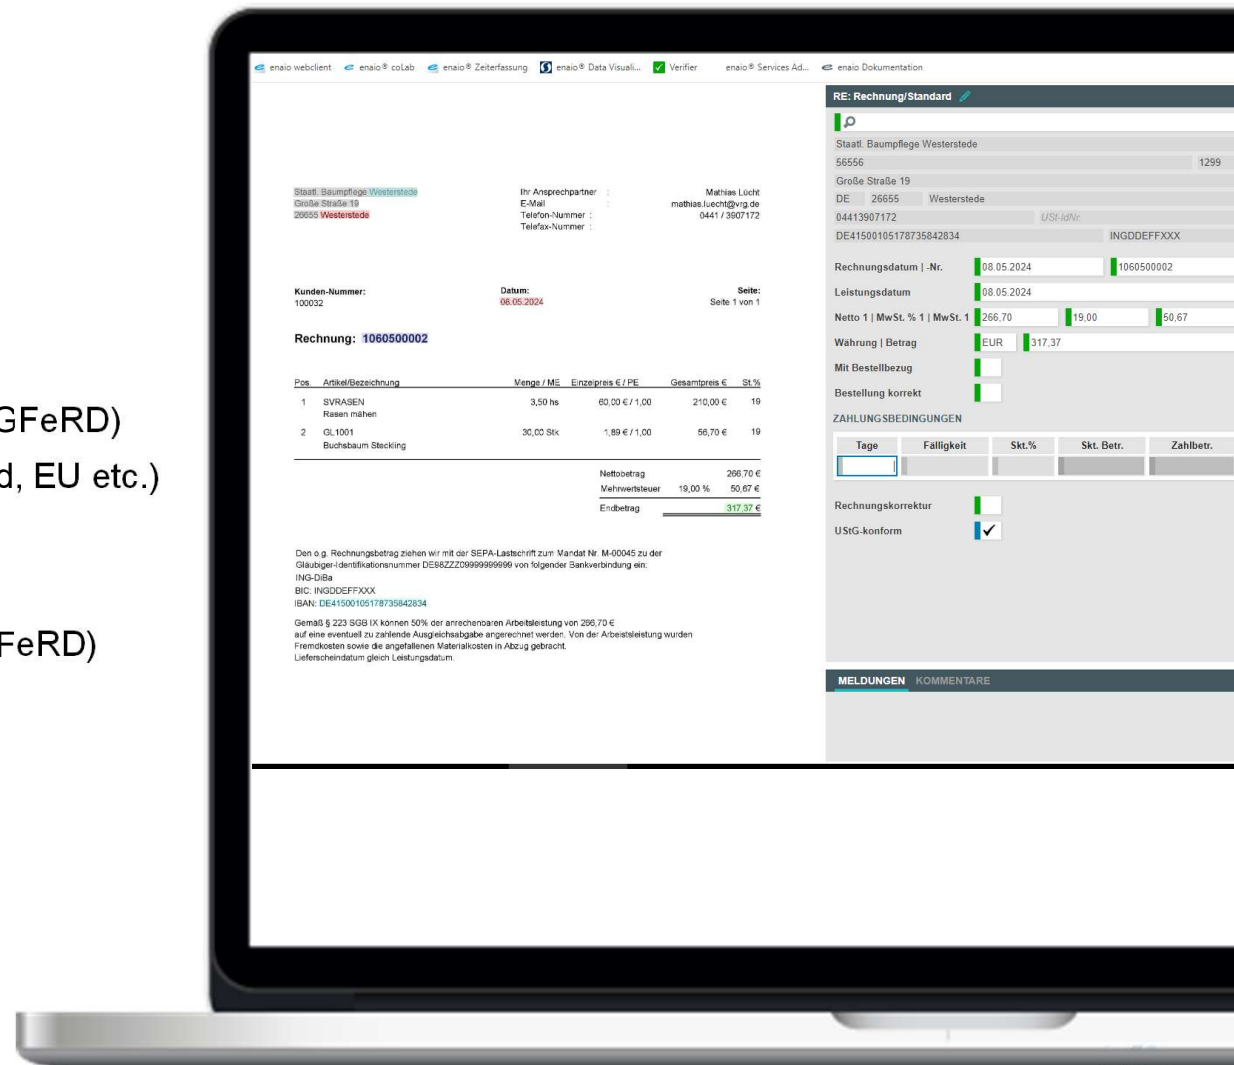 GFeRD)
d, EU etc.)
FeRD)
enaio webclient enaio® coLab enaio® Zeiterfassung enaio® Data Visuali... Verifier enaio® Services Ad... enaio Dokumentation
Staatl. Baumpflege Westerstede
Große Straße 19
26655 Westerstede
Ihr Ansprechpartner : Mathias Lücht
E-Mail : mathias.luecht@vrg.de
Telefon-Nummer : 0441 / 3907172
Telefax-Nummer :
Kunden-Nummer: Datum: Seite:
100032 08.05.2024 Seite 1 von 1
Rechnung: 1060500002
Pos. Artikel/Bezeichnung Menge / ME Einzelpreis € / PE Gesamtpreis € St.%
1 SVRASEN 3,50 hs 60,00 € / 1,00 210,00 € 19
Rasen mähen
2 GL1001 30,00 Stk 1,89 € / 1,00 56,70 € 19
Buchsbaum Steckling
Nettobetrag 266,70 €
Mehrwertsteuer 19,00 % 50,67 €
Endbetrag 317,37 €
Den o.g. Rechnungsbetrag ziehen wir mit der SEPA-Lastschrift zum Mandat Nr. M-00045 zu der
Gläubiger-Identifikationsnummer DE98ZZZ09999999999 von folgender Bankverbindung ein:
ING-DiBa
BIC: INGDDEFFXXX
IBAN: DE41500105178735842834
Gemäß § 223 SGB IX können 50% der anrechenbaren Arbeitsleistung von 266,70 €
auf eine eventuell zu zahlende Ausgleichsabgabe angerechnet werden. Von der Arbeistsleistung wurden
Fremdkosten sowie die angefallenen Materialkosten in Abzug gebracht.
Lieferscheindatum gleich Leistungsdatum.
RE: Rechnung/Standard
Staatl. Baumpflege Westerstede
56556 1299
Große Straße 19
DE 26655 Westerstede
04413907172 USt-IdNr.
DE41500105178735842834 INGDDEFFXXX
Rechnungsdatum | -Nr. 08.05.2024 1060500002
Leistungsdatum 08.05.2024
Netto 1 | MwSt. % 1 | MwSt. 1 266,70 19,00 50,67
Währung | Betrag EUR 317,37
Mit Bestellbezug
Bestellung korrekt
ZAHLUNGSBEDINGUNGEN
Tage Fälligkeit Skt.% Skt. Betr. Zahlbetr.
Rechnungskorrektur
UStG-konform
MELDUNGEN KOMMENTARE